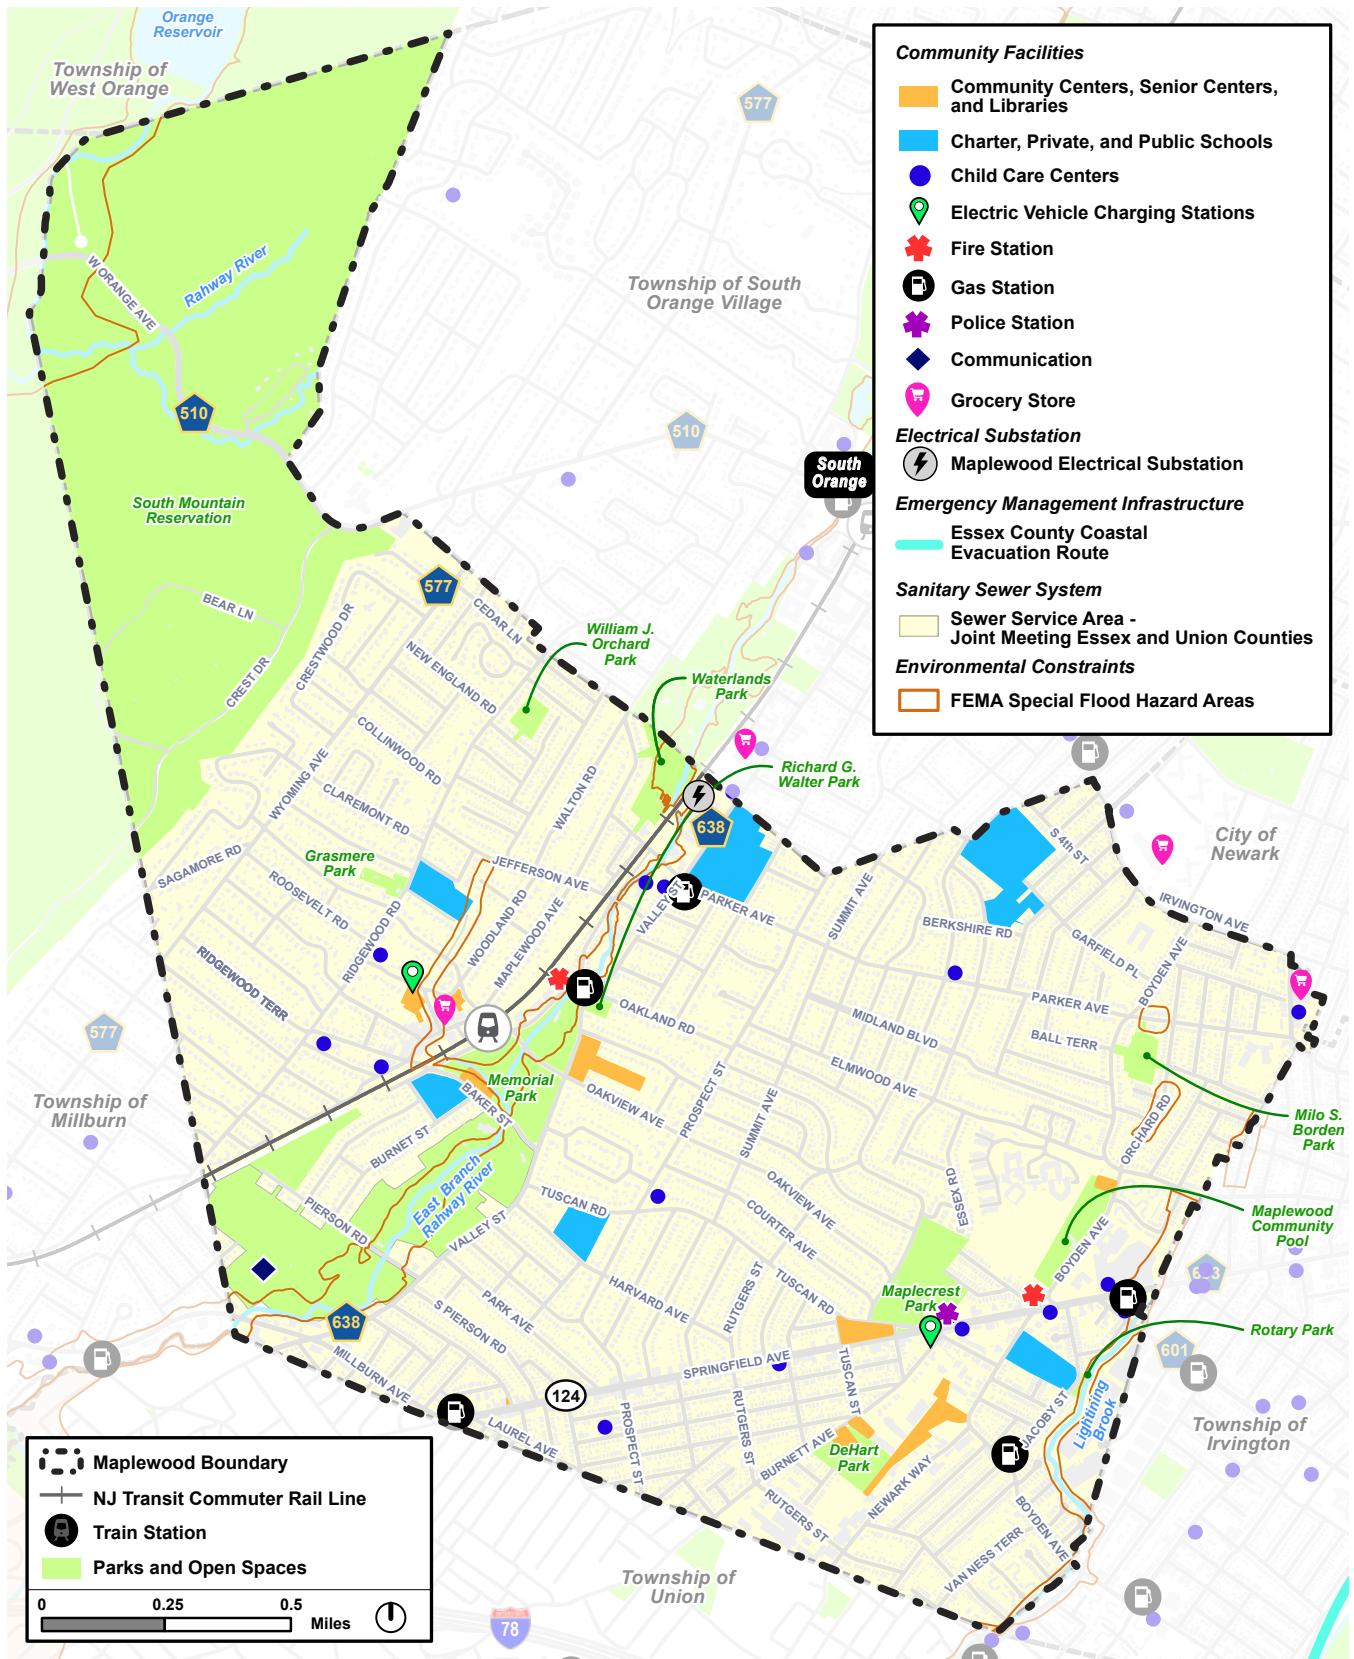 Orange
Reservoir
Township of
West Orange
577
W ORANGE AVE
Rahway River
Township of South
Orange Village
510
510
South
Orange
South Mountain
Reservation
577
BEAR LN
CREST DR
CRESTWOOD DR
CEDAR LN
NEW ENGLAND RD
William J.
Orchard
Park
Waterlands
Park
COLLINWOOD RD
WYOMING AVE
CLAREMONT RD
WALTON RD
Richard G.
Walter Park
638
SAGAMORE RD
Grasmere
Park
JEFFERSON AVE
ROOSEVELT RD
RIDGEWOOD RD
WOODLAND RD
MAPLEWOOD AVE
VALLEY ST
PARKER AVE
SUMMIT AVE
S 4th ST
BERKSHIRE RD
City of
Newark
IRVINGTON AVE
GARFIELD PL
BOYDEN AVE
RIDGEWOOD TERR
577
OAKLAND RD
MIDLAND BLVD
PARKER AVE
BALL TERR
ELMWOOD AVE
Memorial
Park
BAKER ST
OAKVIEW AVE
PROSPECT ST
SUMMIT AVE
Township of
Millburn
BURNET ST
ORCHARD RD
Milo S.
Borden
Park
East Branch
Rahway River
PIERSON RD
VALLEY ST
TUSCAN RD
OAKVIEW AVE
COURTER AVE
ESSEX RD
BOYDEN AVE
Maplewood
Community
Pool
638
S PIERSON RD
PARK AVE
HARVARD AVE
RUTGERS ST
TUSCAN RD
Maplecrest
Park
Rotary Park
601
MILLBURN AVE
SPRINGFIELD AVE
124
LAUREL AVE
PROSPECT ST
RUTGERS ST
TUSCAN ST
BURNETT AVE
DeHart
Park
NEWARK WAY
JACOBY ST
Lightining
Brook
Township of
Irvington
RUTGERS ST
VAN NESS TERR
BOYDEN AVE
Township of
Union
78
Community Facilities
Community Centers, Senior Centers,
and Libraries
Charter, Private, and Public Schools
Child Care Centers
Electric Vehicle Charging Stations
Fire Station
Gas Station
Police Station
Communication
Grocery Store
Electrical Substation
Maplewood Electrical Substation
Emergency Management Infrastructure
Essex County Coastal
Evacuation Route
Sanitary Sewer System
Sewer Service Area -
Joint Meeting Essex and Union Counties
Environmental Constraints
FEMA Special Flood Hazard Areas
Maplewood Boundary
NJ Transit Commuter Rail Line
Train Station
Parks and Open Spaces
0 0.25 0.5
Miles